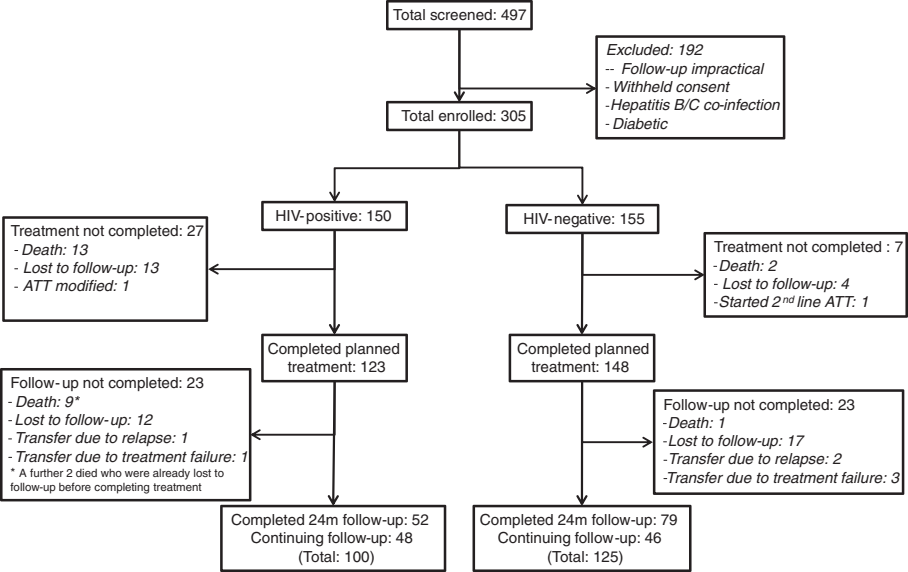 Total screened: 497
Excluded: 192
-- Follow-up impractical
- Withheld consent
-Hepatitis B/C co-infection
- Diabetic
Total enrolled: 305
HIV-positive: 150
HIV-negative: 155
Treatment not completed: 27
- Death: 13
- Lost to follow-up: 13
- ATT modified: 1
Treatment not completed : 7
-Death: 2
- Lost to follow-up: 4
-Started 2nd line ATT: 1
Completed planned
treatment: 123
Completed planned
treatment: 148
Follow-up not completed: 23
- Death: 9*
- Lost to follow-up: 12
- Transfer due to relapse: 1
- Transfer due to treatment failure: 1
* A further 2 died who were already lost to
follow-up before completing treatment
Follow-up not completed: 23
- Death: 1
- Lost to follow-up: 17
- Transfer due to relapse: 2
-Transfer due to treatment failure: 3
Completed 24m follow-up: 52
Continuing follow-up: 48
(Total: 100)
Completed 24m follow-up: 79
Continuing follow-up: 46
(Total: 125)